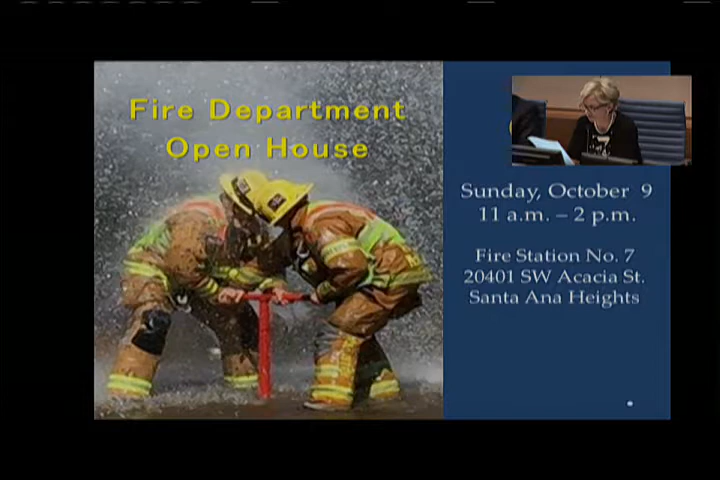 Fire Department
Open House
Sunday, October 9
11 a.m. – 2 p.m.
Fire Station No. 7
20401 SW Acacia St.
Santa Ana Heights